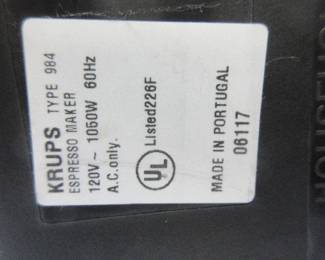 KRUPS TYPE 984
ESPRESSO MAKER
120V~ 1050W 60Hz
A.C. only.
UL
Listed226F
MADE IN PORTUGAL
06117